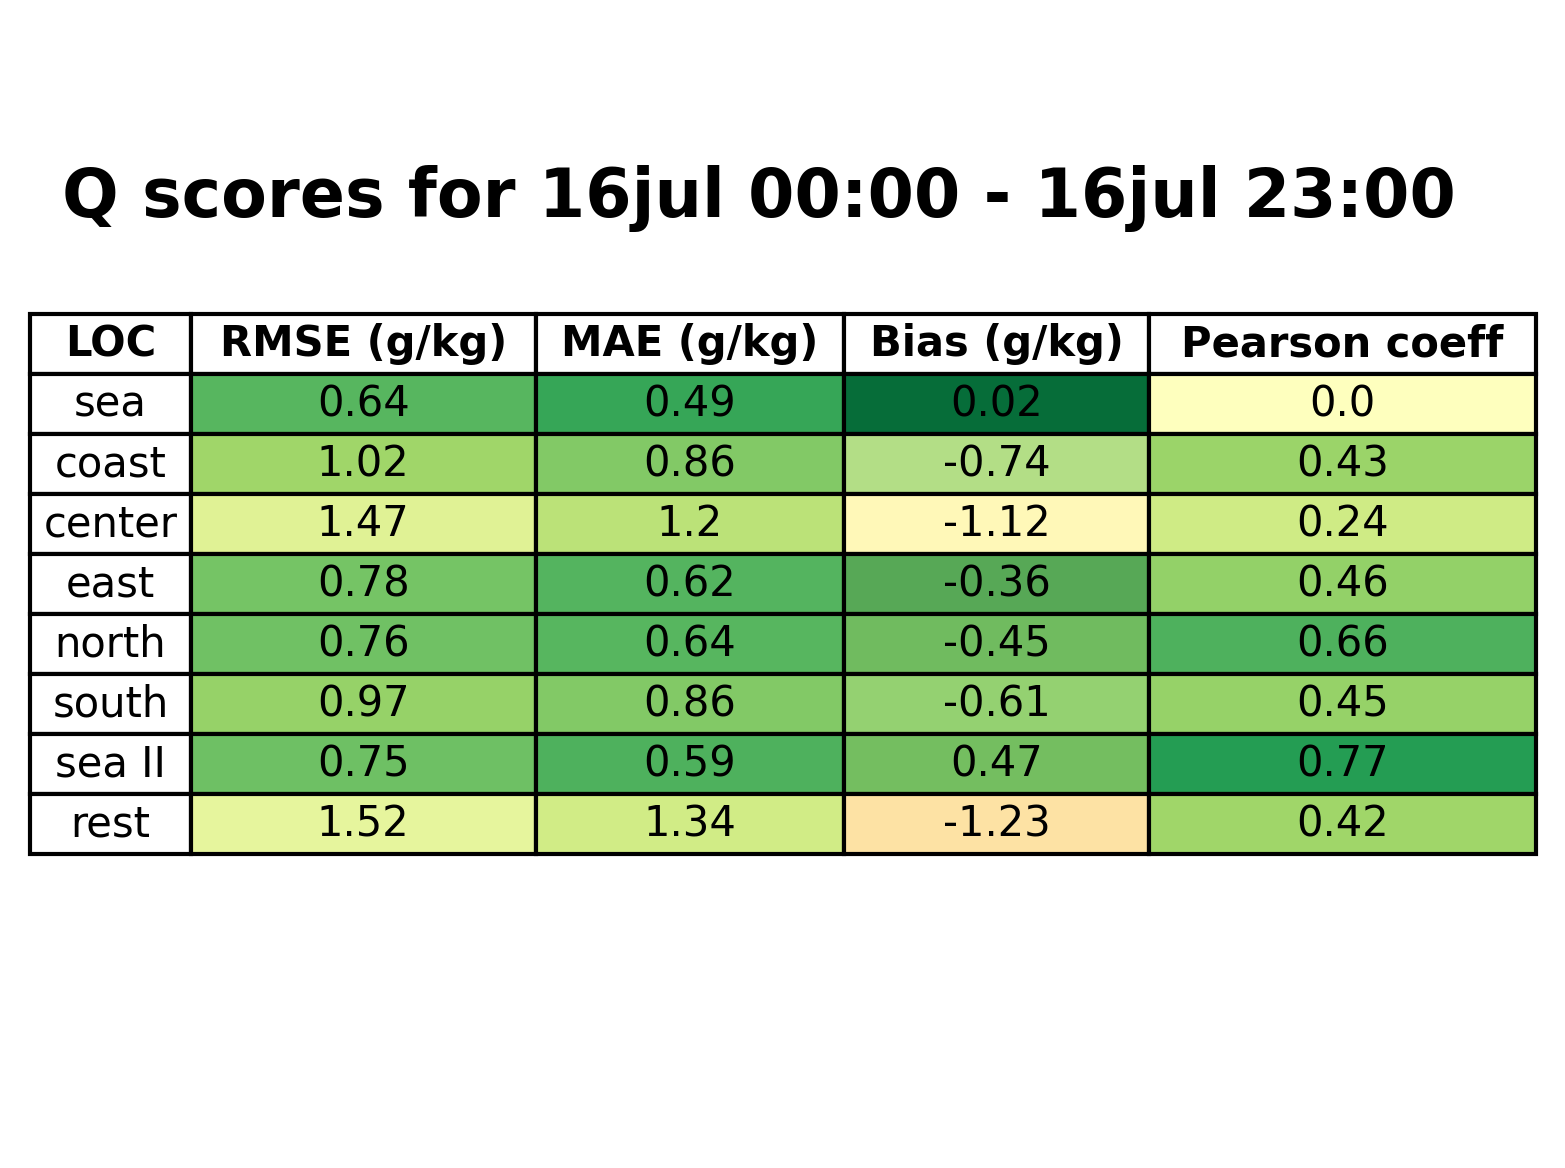 Q scores for 16jul 00:00 - 16jul 23:00
LOC RMSE (g/kg) MAE (g/kg) Bias (g/kg) Pearson coeff
sea 0.64 0.49 0.02 0.0
coast 1.02 0.86 -0.74 0.43
center 1.47 1.2 -1.12 0.24
east 0.78 0.62 -0.36 0.46
north 0.76 0.64 -0.45 0.66
south 0.97 0.86 -0.61 0.45
sea II 0.75 0.59 0.47 0.77
rest 1.52 1.34 -1.23 0.42